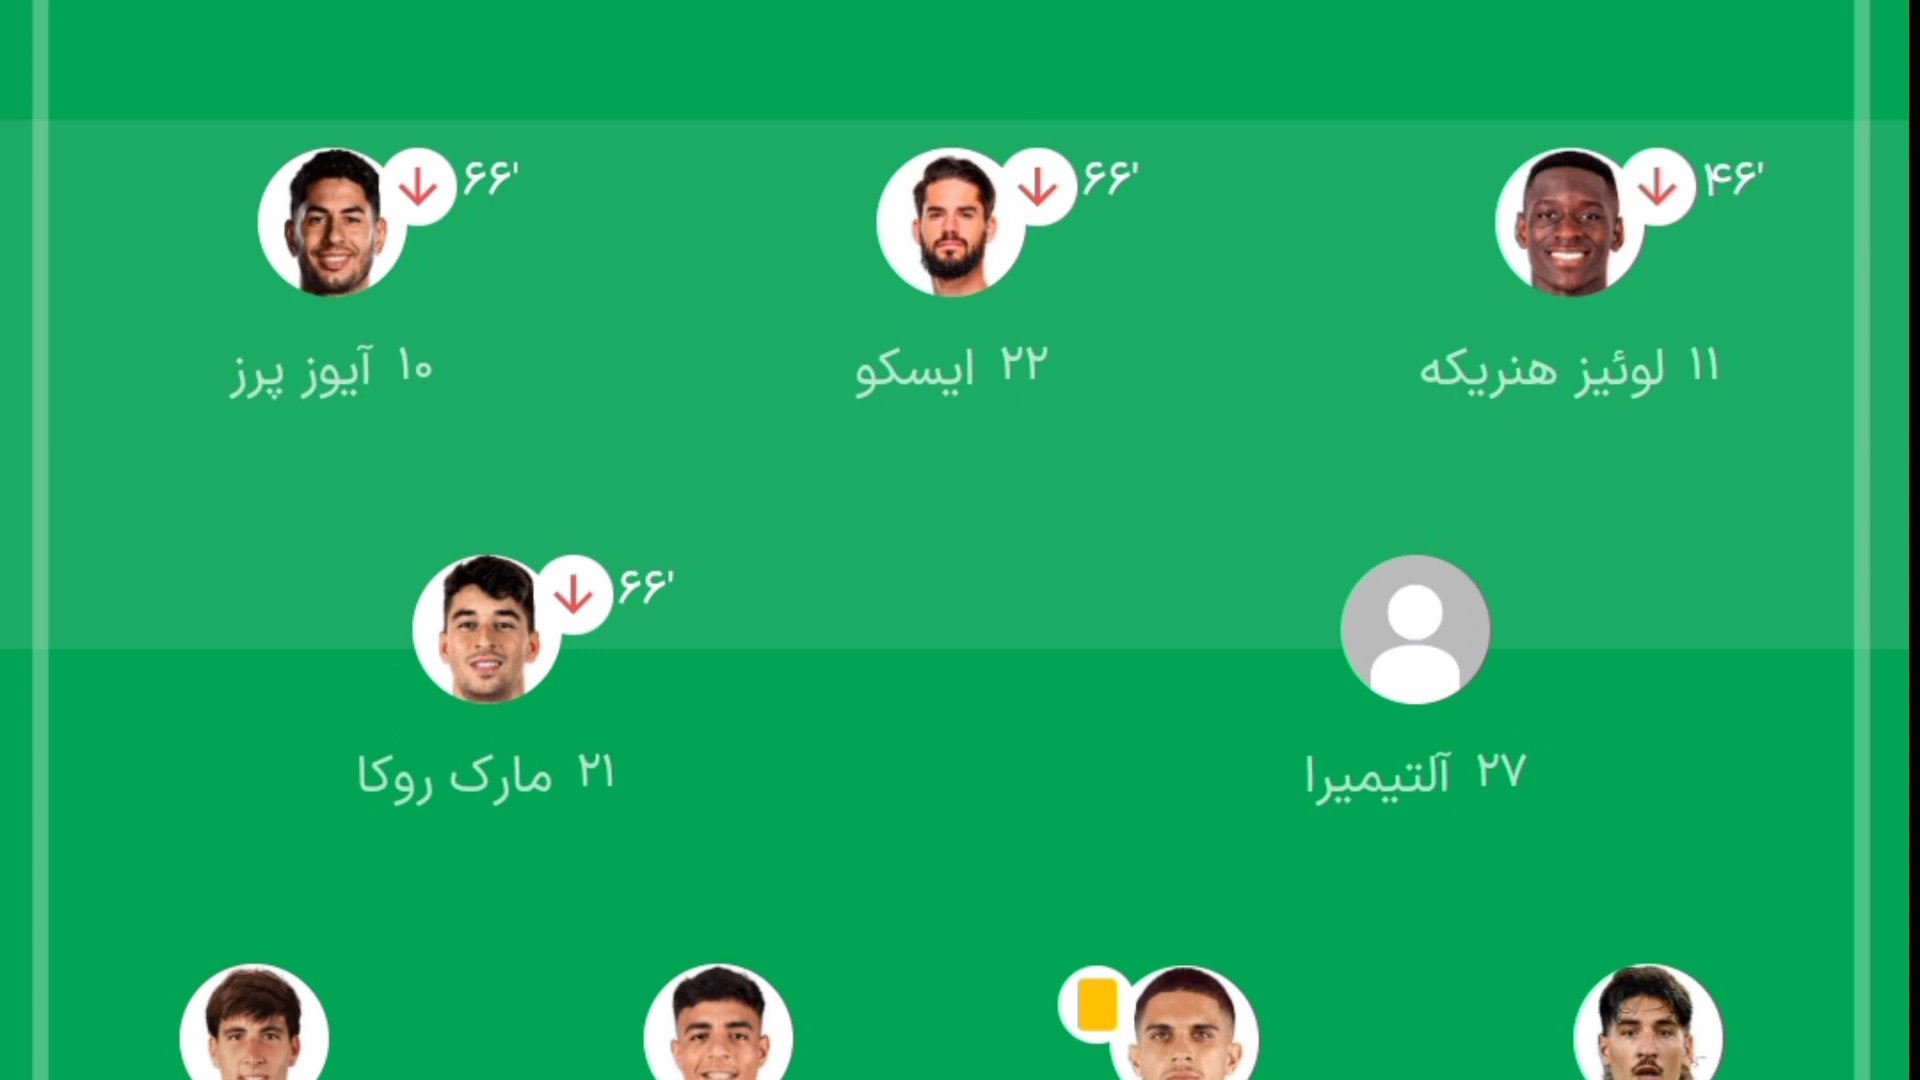 ۶۶'
۶۶'
۴۶'
۱۰ آیوز پرز
۲۲ ایسکو
۱۱ لوئیز هنریکه
۶۶'
۲۱ مارک روکا
۲۷ آلتیمیرا